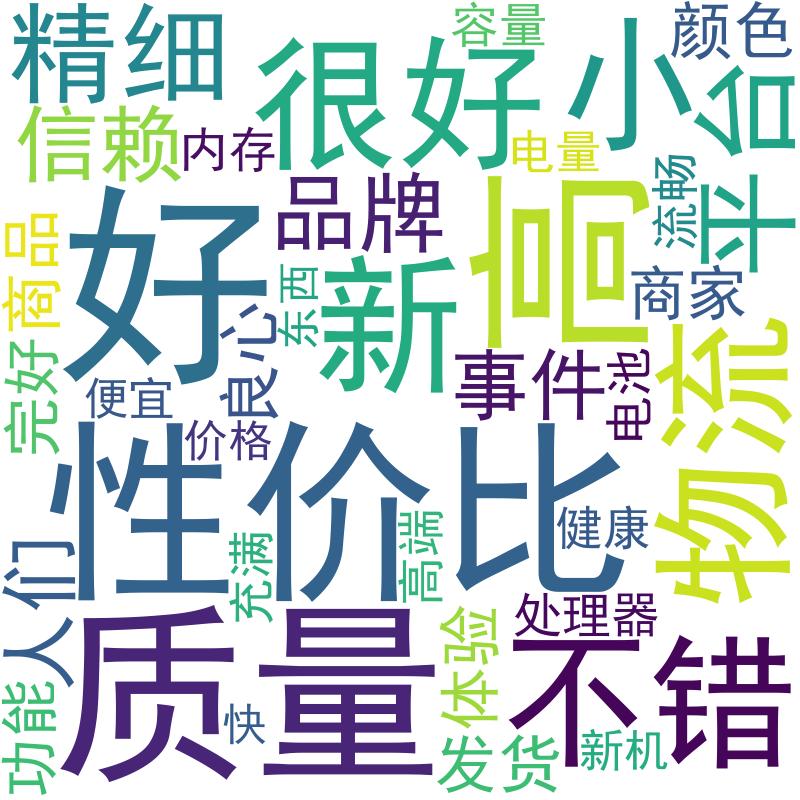 精细
容量
颜色
很好
小
平台
信赖
内存
电量
流畅
品牌
高
好
商品
东西
新
商家
良心
物流
完好
便宜
价格
事件
电池
性价比
人们
充满
高端
健康
质量
体验
处理器
不错
功能
快
发货
新机